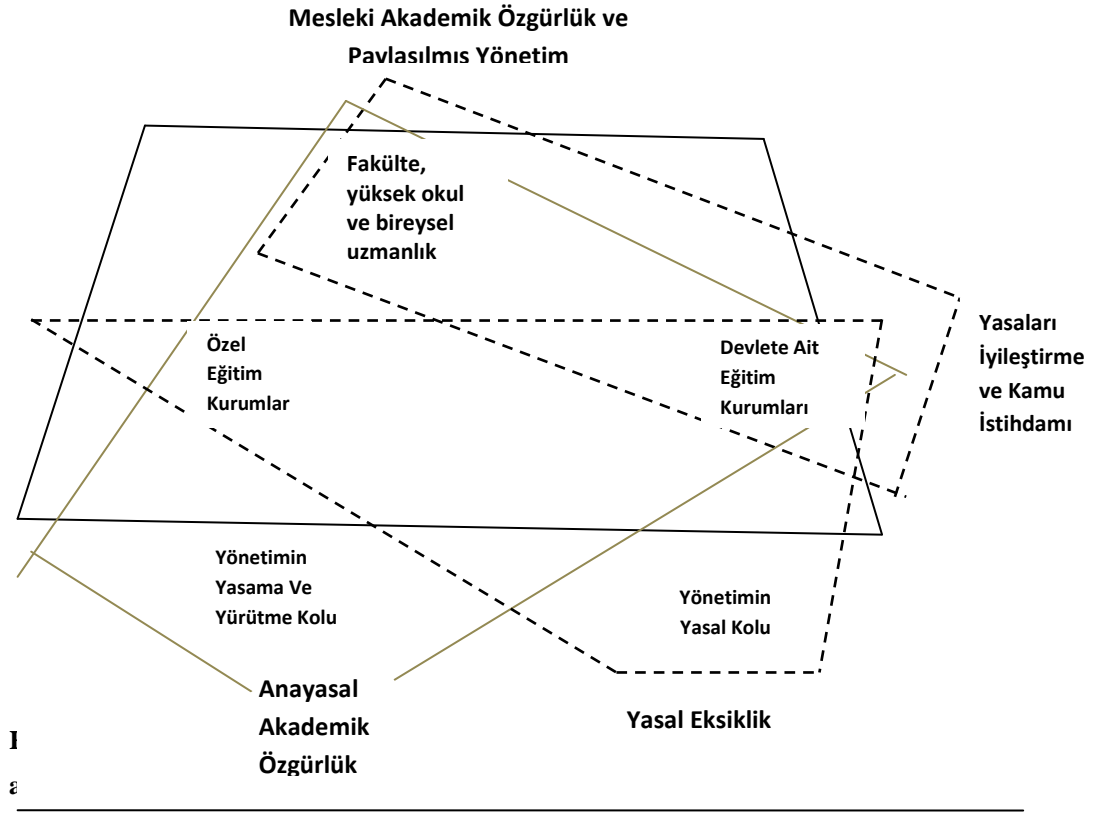 Mesleki Akademik Özgürlük ve
Paylaşılmış Yönetim
Fakülte,
yüksek okul
ve bireysel
uzmanlık
Yasaları
İyileştirme
ve Kamu
İstihdamı
Özel
Eğitim
Kurumlar
Devlete Ait
Eğitim
Kurumları
Yönetimin
Yasama Ve
Yürütme Kolu
Yönetimin
Yasal Kolu
Anayasal
Akademik
Özgürlük
Yasal Eksiklik